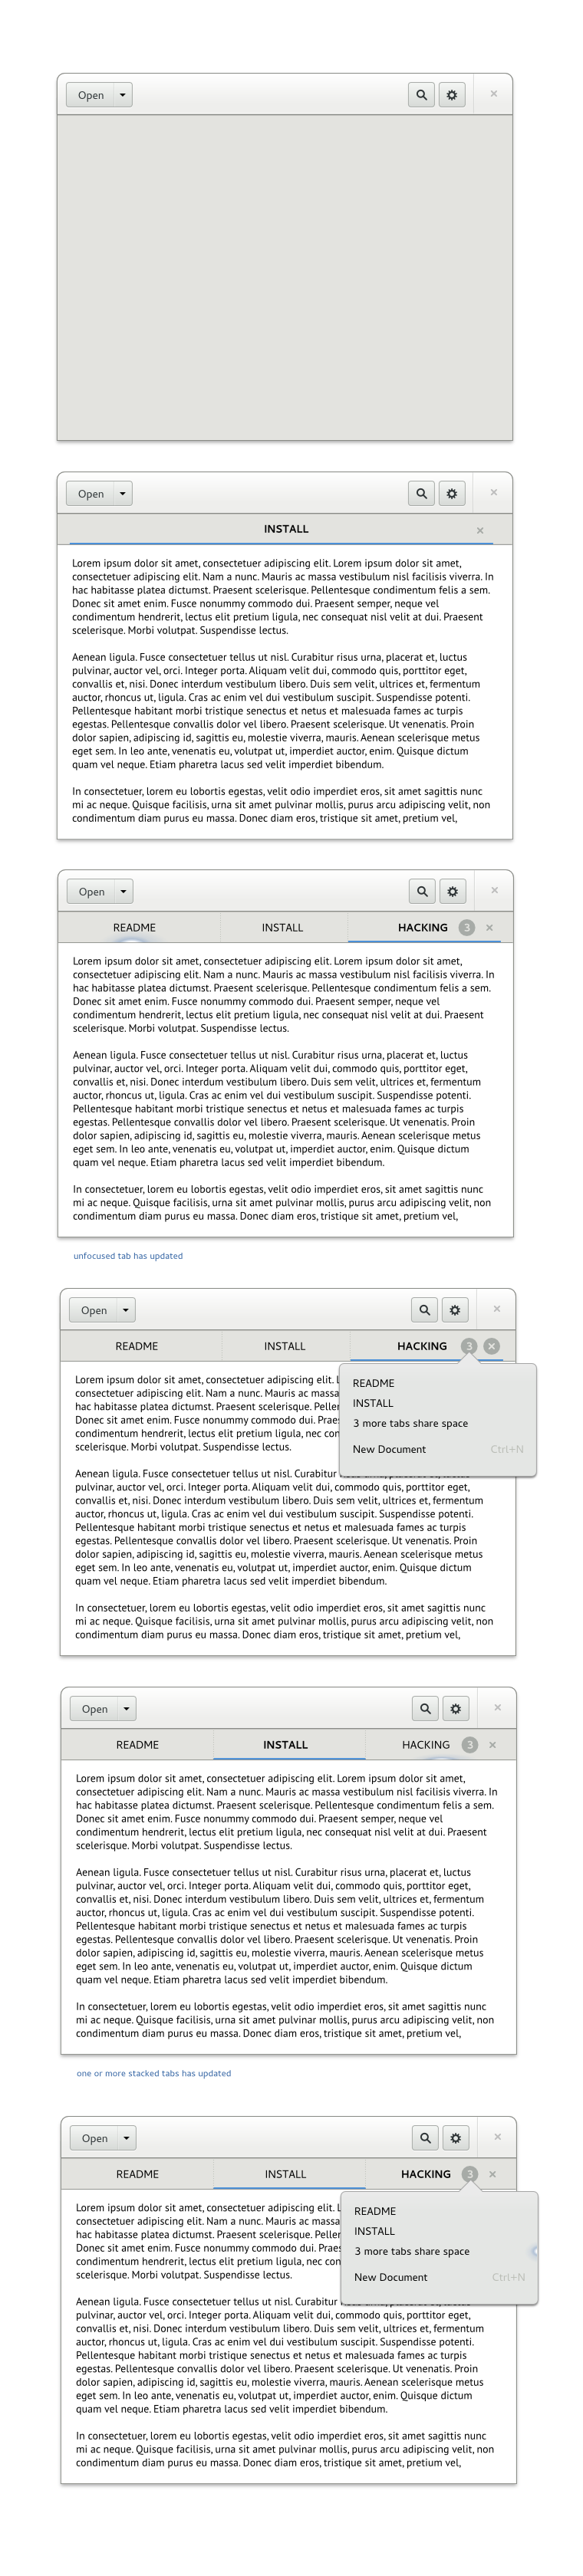 Open
Open
INSTALL
Lorem ipsum dolor sit amet, consectetuer adipiscing elit. Lorem ipsum dolor sit amet,
consectetuer adipiscing elit. Nam a nunc. Mauris ac massa vestibulum nisl facilisis viverra. In
hac habitasse platea dictumst. Praesent scelerisque. Pellentesque condimentum felis a sem.
Donec sit amet enim. Fusce nonummy commodo dui. Praesent semper, neque vel
condimentum hendrerit, lectus elit pretium ligula, nec consequat nisl velit at dui. Praesent
scelerisque. Morbi volutpat. Suspendisse lectus.
Aenean ligula. Fusce consectetuer tellus ut nisl. Curabitur risus urna, placerat et, luctus
pulvinar, auctor vel, orci. Integer porta. Aliquam velit dui, commodo quis, porttitor eget,
convallis et, nisi. Donec interdum vestibulum libero. Duis sem velit, ultrices et, fermentum
auctor, rhoncus ut, ligula. Cras ac enim vel dui vestibulum suscipit. Suspendisse potenti.
Pellentesque habitant morbi tristique senectus et netus et malesuada fames ac turpis
egestas. Pellentesque convallis dolor vel libero. Praesent scelerisque. Ut venenatis. Proin
dolor sapien, adipiscing id, sagittis eu, molestie viverra, mauris. Aenean scelerisque metus
eget sem. In leo ante, venenatis eu, volutpat ut, imperdiet auctor, enim. Quisque dictum
quam vel neque. Etiam pharetra lacus sed velit imperdiet bibendum.
In consectetuer, lorem eu lobortis egestas, velit odio imperdiet eros, sit amet sagittis nunc
mi ac neque. Quisque facilisis, urna sit amet pulvinar mollis, purus arcu adipiscing velit, non
condimentum diam purus eu massa. Donec diam eros, tristique sit amet, pretium vel,
Open
README INSTALL HACKING 3
Lorem ipsum dolor sit amet, consectetuer adipiscing elit. Lorem ipsum dolor sit amet,
consectetuer adipiscing elit. Nam a nunc. Mauris ac massa vestibulum nisl facilisis viverra. In
hac habitasse platea dictumst. Praesent scelerisque. Pellentesque condimentum felis a sem.
Donec sit amet enim. Fusce nonummy commodo dui. Praesent semper, neque vel
condimentum hendrerit, lectus elit pretium ligula, nec consequat nisl velit at dui. Praesent
scelerisque. Morbi volutpat. Suspendisse lectus.
Aenean ligula. Fusce consectetuer tellus ut nisl. Curabitur risus urna, placerat et, luctus
pulvinar, auctor vel, orci. Integer porta. Aliquam velit dui, commodo quis, porttitor eget,
convallis et, nisi. Donec interdum vestibulum libero. Duis sem velit, ultrices et, fermentum
auctor, rhoncus ut, ligula. Cras ac enim vel dui vestibulum suscipit. Suspendisse potenti.
Pellentesque habitant morbi tristique senectus et netus et malesuada fames ac turpis
egestas. Pellentesque convallis dolor vel libero. Praesent scelerisque. Ut venenatis. Proin
dolor sapien, adipiscing id, sagittis eu, molestie viverra, mauris. Aenean scelerisque metus
eget sem. In leo ante, venenatis eu, volutpat ut, imperdiet auctor, enim. Quisque dictum
quam vel neque. Etiam pharetra lacus sed velit imperdiet bibendum.
In consectetuer, lorem eu lobortis egestas, velit odio imperdiet eros, sit amet sagittis nunc
mi ac neque. Quisque facilisis, urna sit amet pulvinar mollis, purus arcu adipiscing velit, non
condimentum diam purus eu massa. Donec diam eros, tristique sit amet, pretium vel,
unfocused tab has updated
Open
README INSTALL HACKING 3
Lorem ipsum dolor sit amet, consectetuer adipiscing elit.
consectetuer adipiscing elit. Nam a nunc. Mauris ac massa
hac habitasse platea dictumst. Praesent scelerisque.
Donec sit amet enim. Fusce nonummy commodo dui.
condimentum hendrerit, lectus elit pretium ligula, nec
scelerisque. Morbi volutpat. Suspendisse lectus.
README
INSTALL
3 more tabs share space
New Document Ctrl+N
Aenean ligula. Fusce consectetuer tellus ut nisl. Curabitur
pulvinar, auctor vel, orci. Integer porta. Aliquam velit dui, commodo quis, porttitor eget,
convallis et, nisi. Donec interdum vestibulum libero. Duis sem velit, ultrices et, fermentum
auctor, rhoncus ut, ligula. Cras ac enim vel dui vestibulum suscipit. Suspendisse potenti.
Pellentesque habitant morbi tristique senectus et netus et malesuada fames ac turpis
egestas. Pellentesque convallis dolor vel libero. Praesent scelerisque. Ut venenatis. Proin
dolor sapien, adipiscing id, sagittis eu, molestie viverra, mauris. Aenean scelerisque metus
eget sem. In leo ante, venenatis eu, volutpat ut, imperdiet auctor, enim. Quisque dictum
quam vel neque. Etiam pharetra lacus sed velit imperdiet bibendum.
In consectetuer, lorem eu lobortis egestas, velit odio imperdiet eros, sit amet sagittis nunc
mi ac neque. Quisque facilisis, urna sit amet pulvinar mollis, purus arcu adipiscing velit, non
condimentum diam purus eu massa. Donec diam eros, tristique sit amet, pretium vel,
Open
README INSTALL HACKING 3
Lorem ipsum dolor sit amet, consectetuer adipiscing elit. Lorem ipsum dolor sit amet,
consectetuer adipiscing elit. Nam a nunc. Mauris ac massa vestibulum nisl facilisis viverra. In
hac habitasse platea dictumst. Praesent scelerisque. Pellentesque condimentum felis a sem.
Donec sit amet enim. Fusce nonummy commodo dui. Praesent semper, neque vel
condimentum hendrerit, lectus elit pretium ligula, nec consequat nisl velit at dui. Praesent
scelerisque. Morbi volutpat. Suspendisse lectus.
Aenean ligula. Fusce consectetuer tellus ut nisl. Curabitur risus urna, placerat et, luctus
pulvinar, auctor vel, orci. Integer porta. Aliquam velit dui, commodo quis, porttitor eget,
convallis et, nisi. Donec interdum vestibulum libero. Duis sem velit, ultrices et, fermentum
auctor, rhoncus ut, ligula. Cras ac enim vel dui vestibulum suscipit. Suspendisse potenti.
Pellentesque habitant morbi tristique senectus et netus et malesuada fames ac turpis
egestas. Pellentesque convallis dolor vel libero. Praesent scelerisque. Ut venenatis. Proin
dolor sapien, adipiscing id, sagittis eu, molestie viverra, mauris. Aenean scelerisque metus
eget sem. In leo ante, venenatis eu, volutpat ut, imperdiet auctor, enim. Quisque dictum
quam vel neque. Etiam pharetra lacus sed velit imperdiet bibendum.
In consectetuer, lorem eu lobortis egestas, velit odio imperdiet eros, sit amet sagittis nunc
mi ac neque. Quisque facilisis, urna sit amet pulvinar mollis, purus arcu adipiscing velit, non
condimentum diam purus eu massa. Donec diam eros, tristique sit amet, pretium vel,
one or more stacked tabs has updated
Open
README INSTALL HACKING 3
Lorem ipsum dolor sit amet, consectetuer adipiscing elit.
consectetuer adipiscing elit. Nam a nunc. Mauris ac massa
hac habitasse platea dictumst. Praesent scelerisque.
Donec sit amet enim. Fusce nonummy commodo dui.
condimentum hendrerit, lectus elit pretium ligula, nec
scelerisque. Morbi volutpat. Suspendisse lectus.
README
INSTALL
3 more tabs share space
New Document Ctrl+N
Aenean ligula. Fusce consectetuer tellus ut nisl. Curabitur
pulvinar, auctor vel, orci. Integer porta. Aliquam velit dui, commodo quis, porttitor eget,
convallis et, nisi. Donec interdum vestibulum libero. Duis sem velit, ultrices et, fermentum
auctor, rhoncus ut, ligula. Cras ac enim vel dui vestibulum suscipit. Suspendisse potenti.
Pellentesque habitant morbi tristique senectus et netus et malesuada fames ac turpis
egestas. Pellentesque convallis dolor vel libero. Praesent scelerisque. Ut venenatis. Proin
dolor sapien, adipiscing id, sagittis eu, molestie viverra, mauris. Aenean scelerisque metus
eget sem. In leo ante, venenatis eu, volutpat ut, imperdiet auctor, enim. Quisque dictum
quam vel neque. Etiam pharetra lacus sed velit imperdiet bibendum.
In consectetuer, lorem eu lobortis egestas, velit odio imperdiet eros, sit amet sagittis nunc
mi ac neque. Quisque facilisis, urna sit amet pulvinar mollis, purus arcu adipiscing velit, non
condimentum diam purus eu massa. Donec diam eros, tristique sit amet, pretium vel,